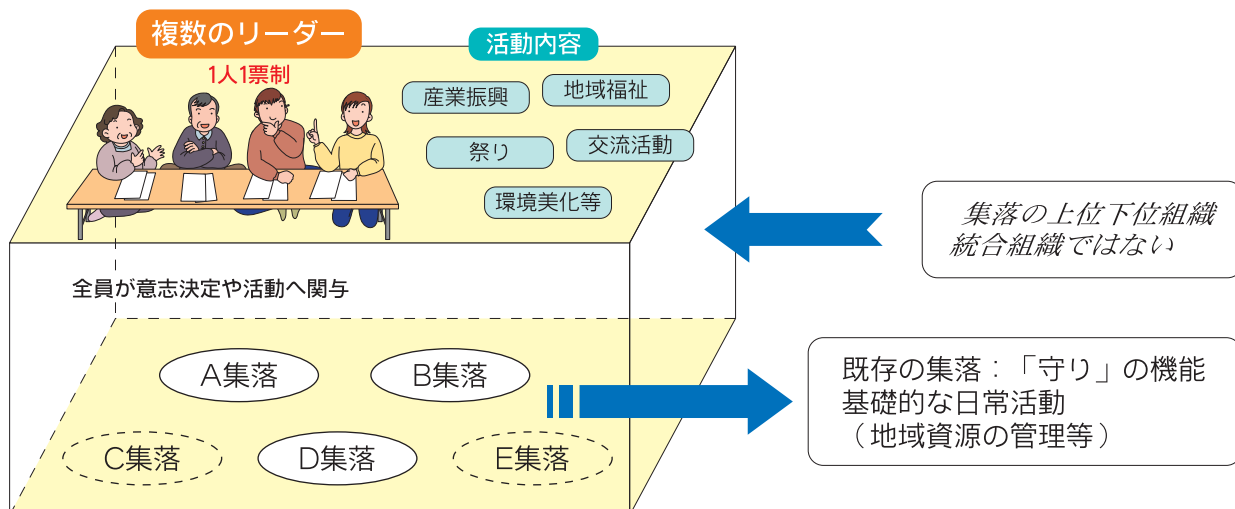 複数のリーダー
1人1票制
活動内容
産業振興
地域福祉
祭り
交流活動
環境美化等
集落の上位下位組織
統合組織ではない
全員が意志決定や活動へ関与
A集落
B集落
C集落
D集落
E集落
既存の集落：「守り」の機能
基礎的な日常活動
（地域資源の管理等）